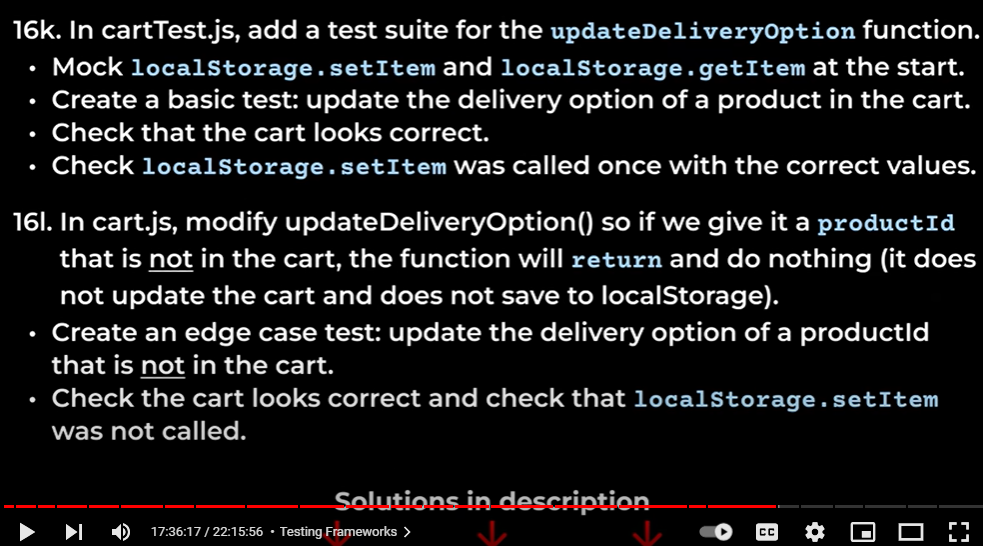 16k. In cartTest.js, add a test suite for the updateDeliveryOption function.
• Mock localStorage.setItem and localStorage.getItem at the start.
• Create a basic test: update the delivery option of a product in the cart.
• Check that the cart looks correct.
• Check localStorage.setItem was called once with the correct values.
16l. In cart.js, modify updateDeliveryOption() so if we give it a productId
that is not in the cart, the function will return and do nothing (it does
not update the cart and does not save to localStorage).
• Create an edge case test: update the delivery option of a productId
that is not in the cart.
• Check the cart looks correct and check that localStorage.setItem
was not called.
Solutions in description
17:36:17 / 22:15:56 • Testing Frameworks >
CC